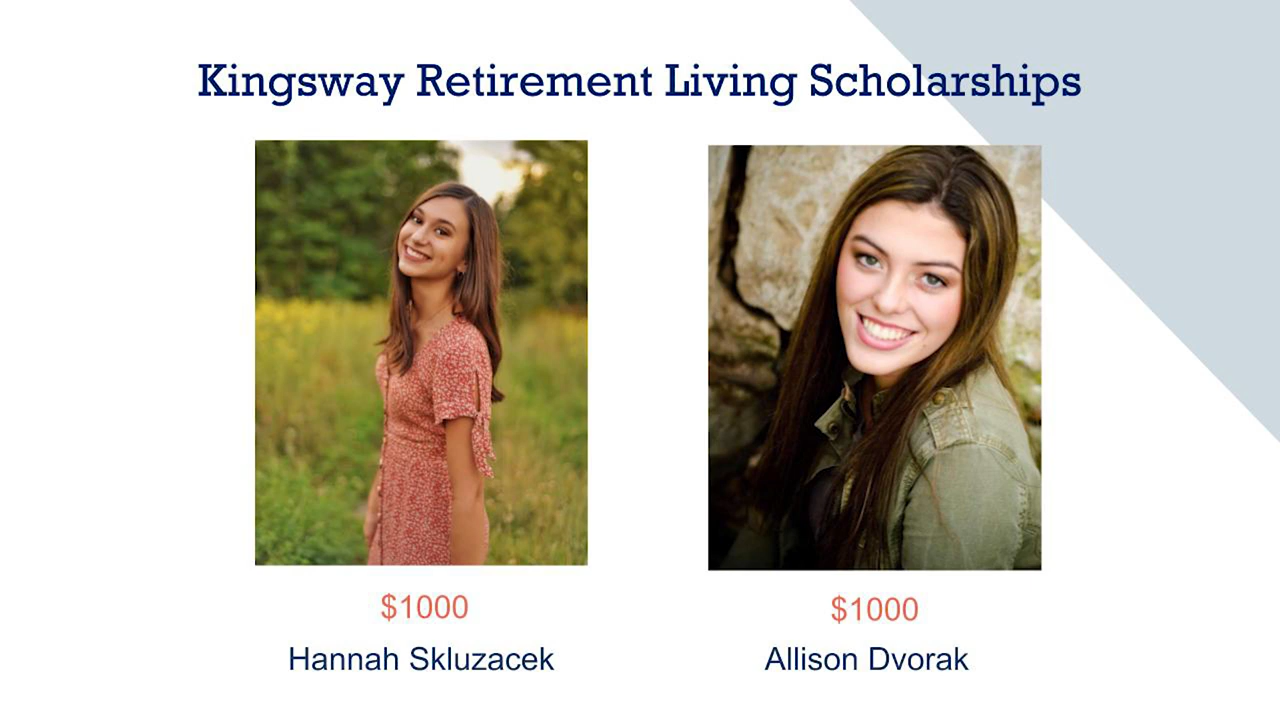 Kingsway Retirement Living Scholarships
$1000
Hannah Skluzacek
$1000
Allison Dvorak